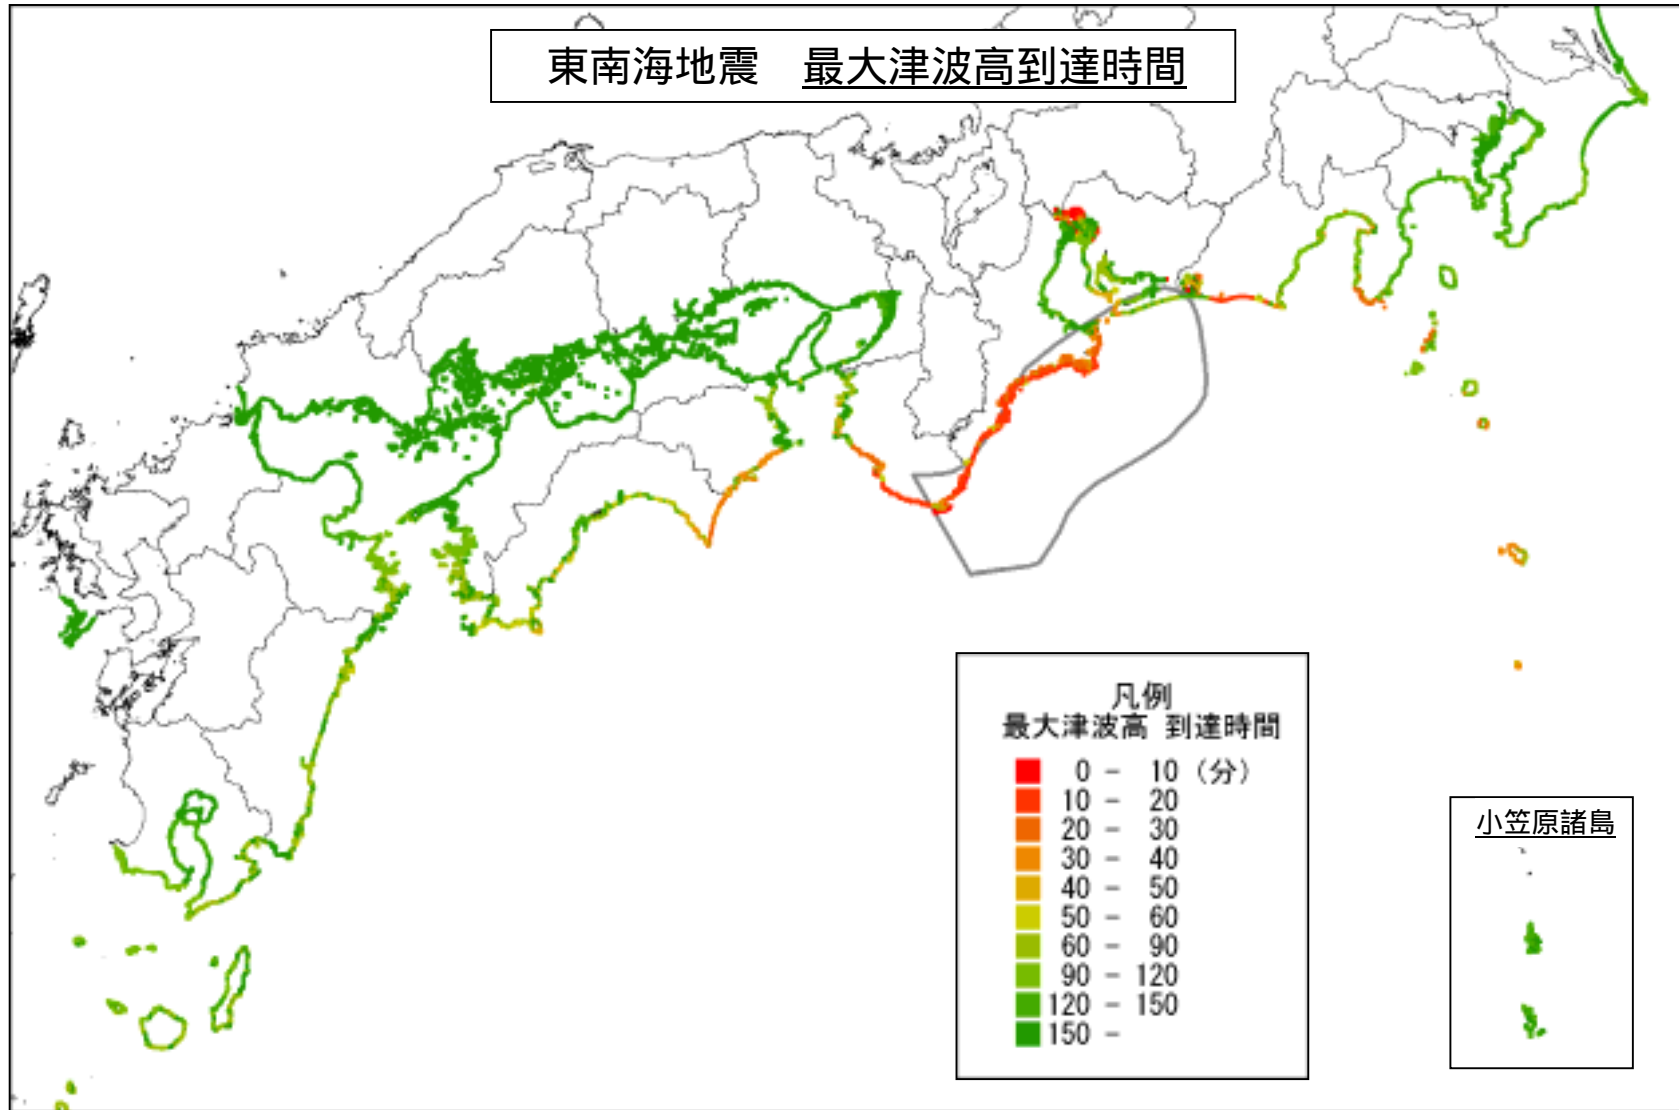 東南海地震　最大津波高到達時間
凡例
最大津波高 到達時間
0 － 10（分）
10 － 20
20 － 30
30 － 40
40 － 50
50 － 60
60 － 90
90 － 120
120 － 150
150 －
小笠原諸島